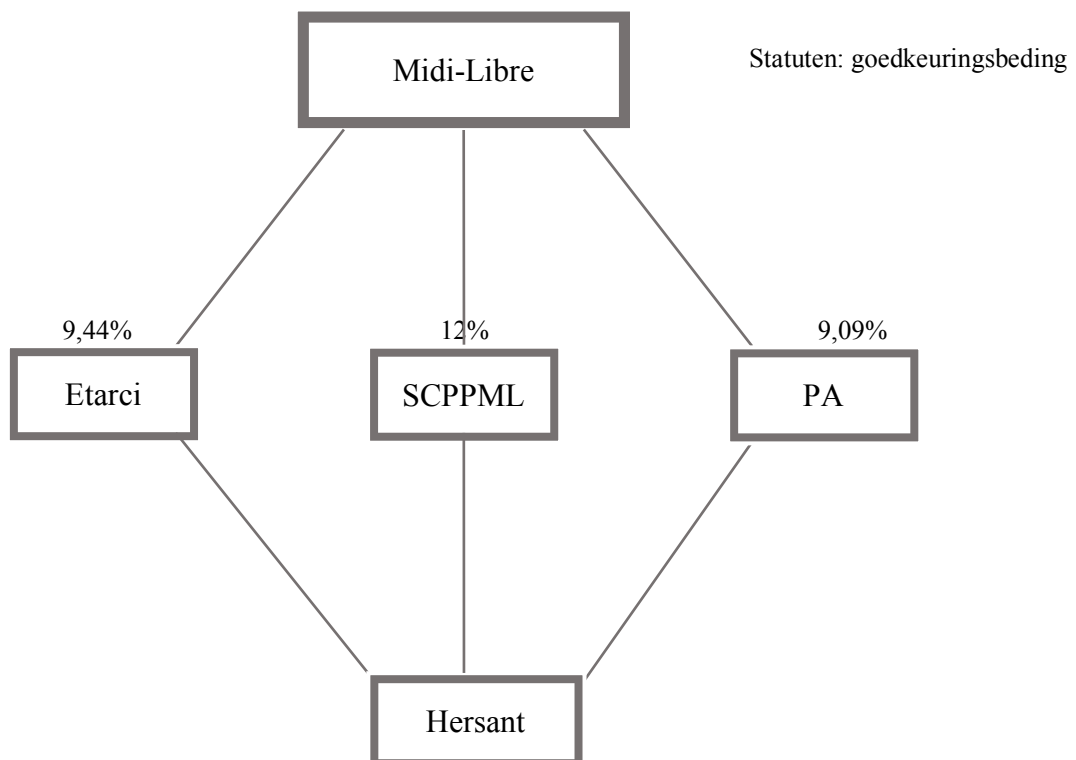 Midi-Libre
Statuten: goedkeuringsbeding
9,44%
12%
9,09%
Etarci
SCPPML
PA
Hersant